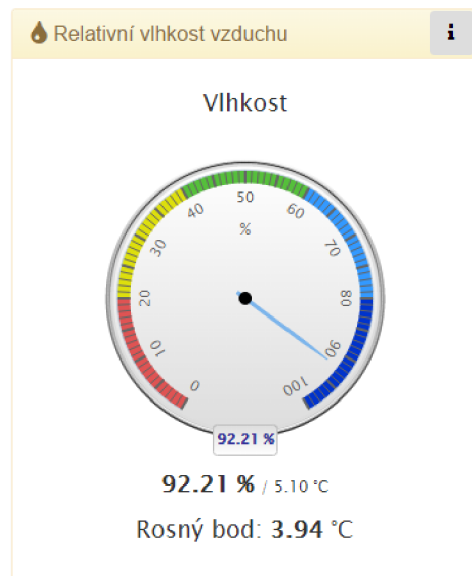 Relativní vlhkost vzduchu i
Vlhkost
0 10 20 30 40 50 60 70 80 90 100
%
92.21 %
92.21 % / 5.10 °C
Rosný bod: 3.94 °C